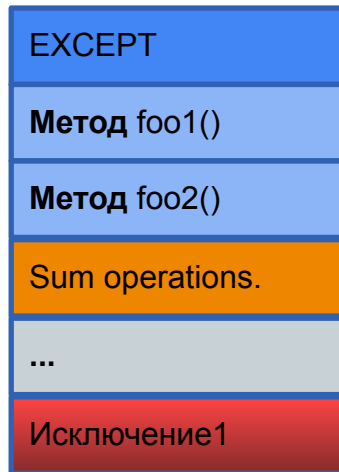 EXCEPT
Метод foo1()
Метод foo2()
Sum operations.
...
Исключение1